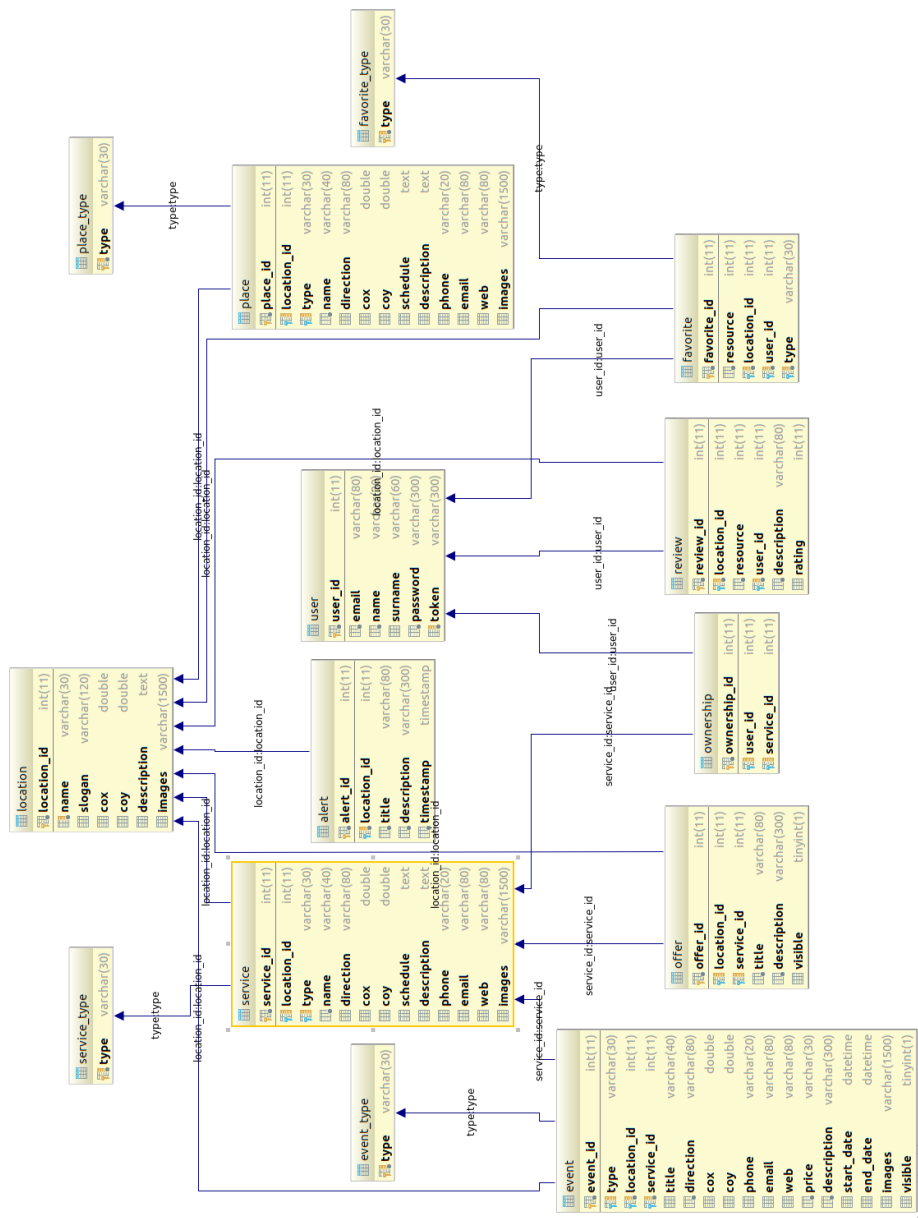 service_type
type varchar(30)
location
location_id int(11)
name varchar(30)
slogan varchar(120)
cox double
coy double
description text
images varchar(1500)
place_type
type varchar(30)
type:type
type:type
location_id:location_id
location_id:location_id
location_id:location_id
location_id:location_id
location_id:location_id
service
service_id int(11)
location_id int(11)
type varchar(30)
name varchar(40)
direction varchar(80)
cox double
coy double
schedule text
description text
phone varchar(20)
email varchar(80)
web varchar(80)
images varchar(1500)
place
place_id int(11)
location_id int(11)
type varchar(30)
name varchar(40)
direction varchar(80)
cox double
coy double
schedule text
description text
phone varchar(20)
email varchar(80)
web varchar(80)
images varchar(1500)
alert
alert_id int(11)
location_id int(11)
title varchar(80)
description varchar(300)
timestamp timestamp
user
user_id int(11)
email varchar(80)
name
surname varchar(60)
password varchar(300)
token varchar(300)
location_id:location_id
location_id:location_id
event_type
type varchar(30)
favorite_type
type varchar(30)
type:type
type:type
service_id:service_id
service_id:service_id
service_id:service_id
user_id:user_id
user_id:user_id
user_id:user_id
event
event_id int(11)
type varchar(30)
location_id int(11)
service_id int(11)
title varchar(40)
direction varchar(80)
cox double
coy double
phone varchar(20)
email varchar(80)
web varchar(80)
price varchar(30)
description varchar(300)
start_date datetime
end_date datetime
images varchar(1500)
visible tinyint(1)
offer
offer_id int(11)
location_id int(11)
service_id int(11)
title varchar(80)
description varchar(300)
visible tinyint(1)
ownership
ownership_id int(11)
user_id int(11)
service_id int(11)
review
review_id int(11)
location_id int(11)
resource int(11)
user_id int(11)
description varchar(80)
rating int(11)
favorite
favorite_id int(11)
resource int(11)
location_id int(11)
user_id int(11)
type varchar(30)